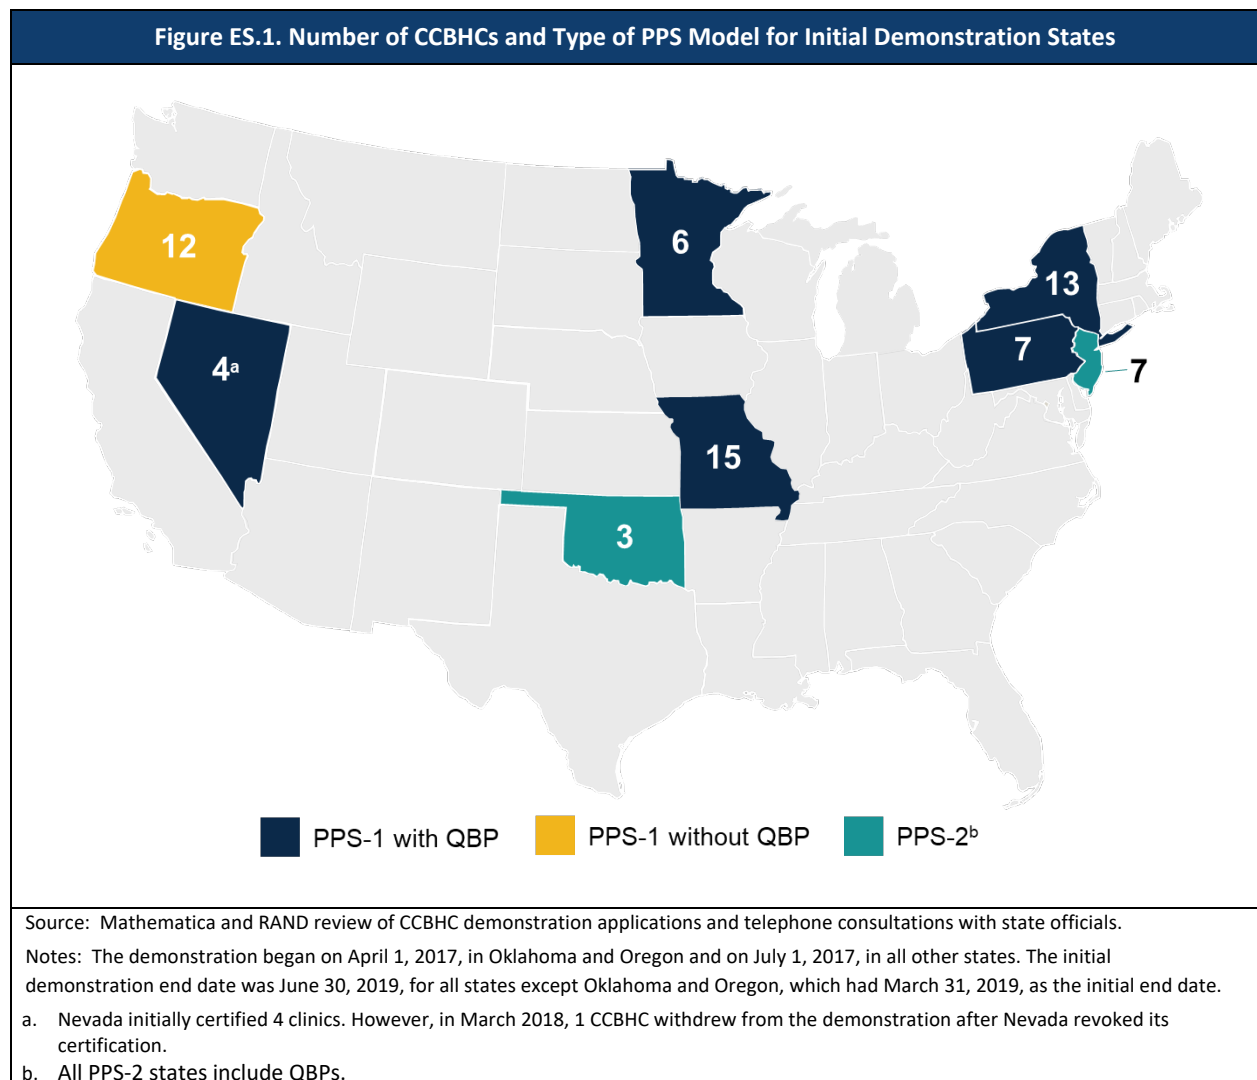 Figure ES.1. Number of CCBHCs and Type of PPS Model for Initial Demonstration States
12
6
13
4ᵃ
7
7
15
3
PPS-1 with QBP
PPS-1 without QBP
PPS-2ᵇ
Source: Mathematica and RAND review of CCBHC demonstration applications and telephone consultations with state officials.
Notes: The demonstration began on April 1, 2017, in Oklahoma and Oregon and on July 1, 2017, in all other states. The initial
demonstration end date was June 30, 2019, for all states except Oklahoma and Oregon, which had March 31, 2019, as the initial end date.
a. Nevada initially certified 4 clinics. However, in March 2018, 1 CCBHC withdrew from the demonstration after Nevada revoked its
certification.
b. All PPS-2 states include QBPs.